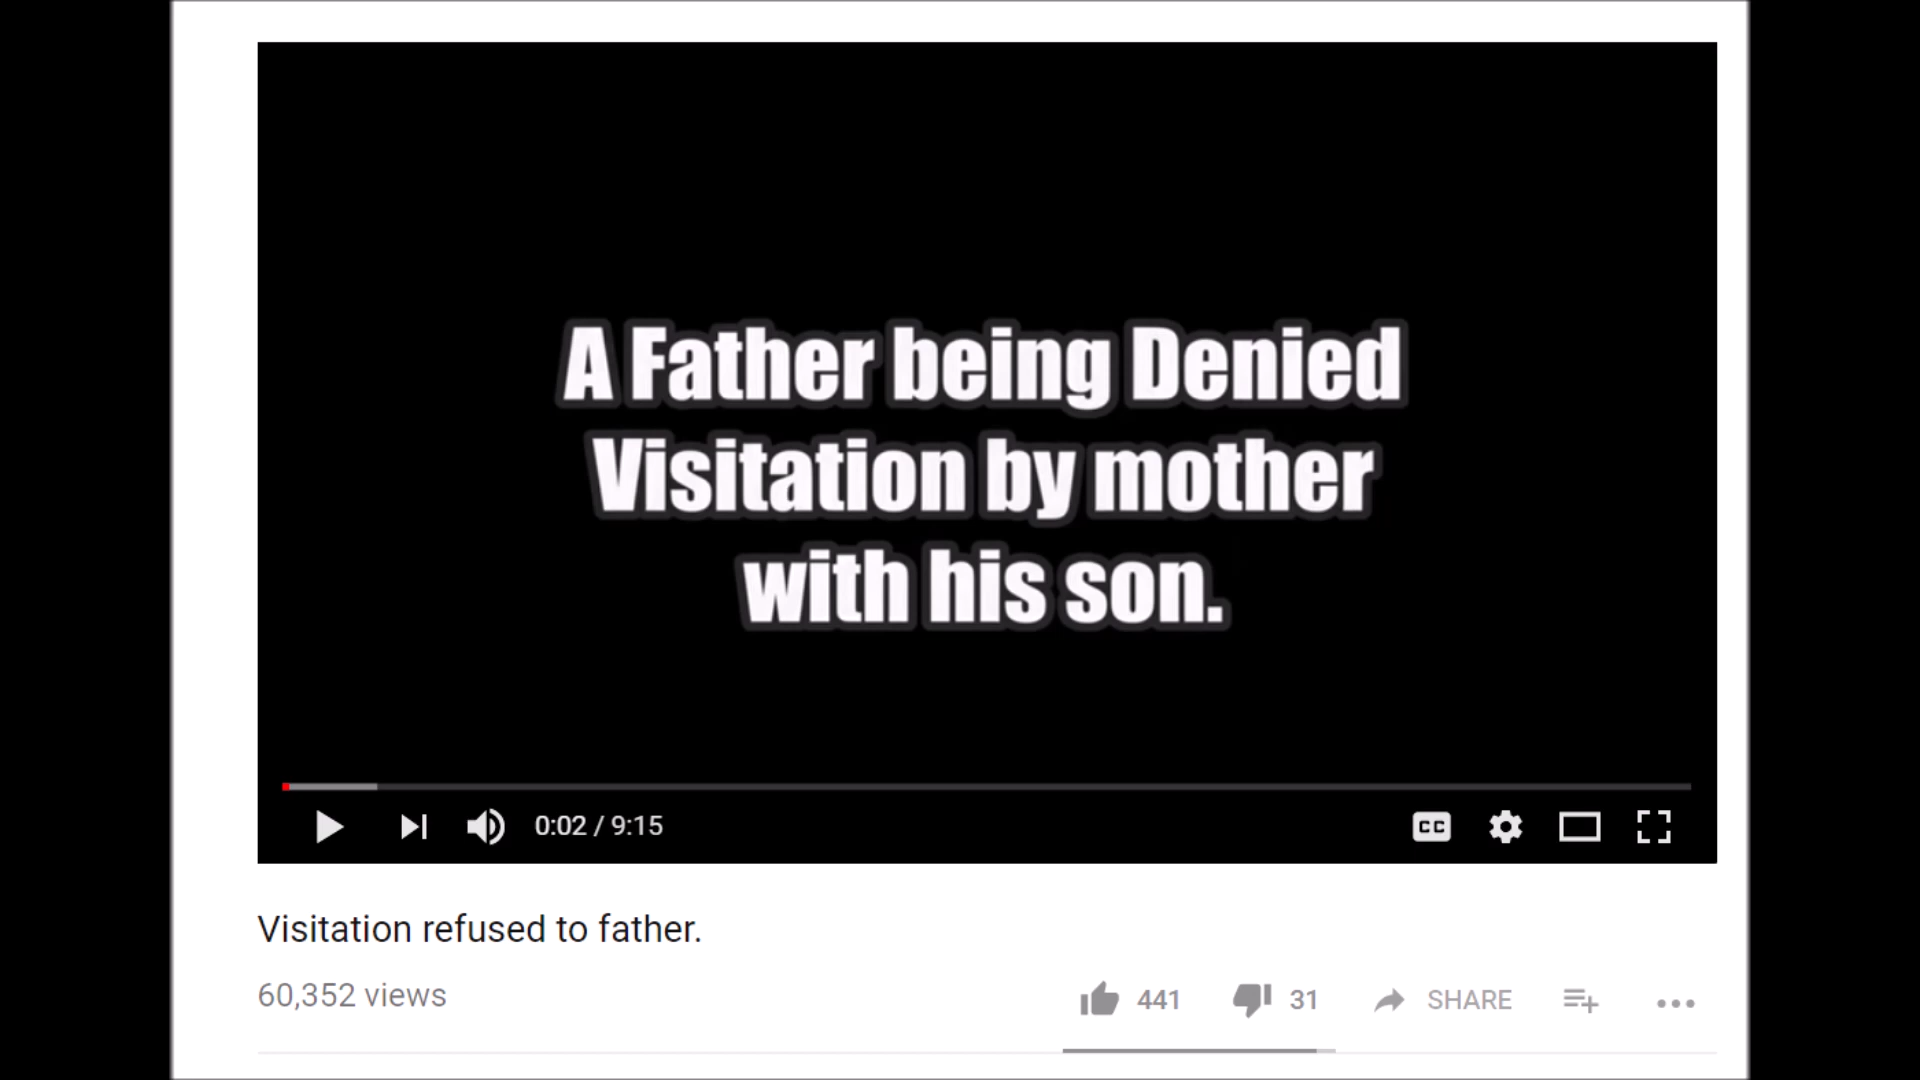 A Father being Denied
Visitation by mother
with his son.
0:02 / 9:15
CC
Visitation refused to father.
60,352 views
441
31
SHARE